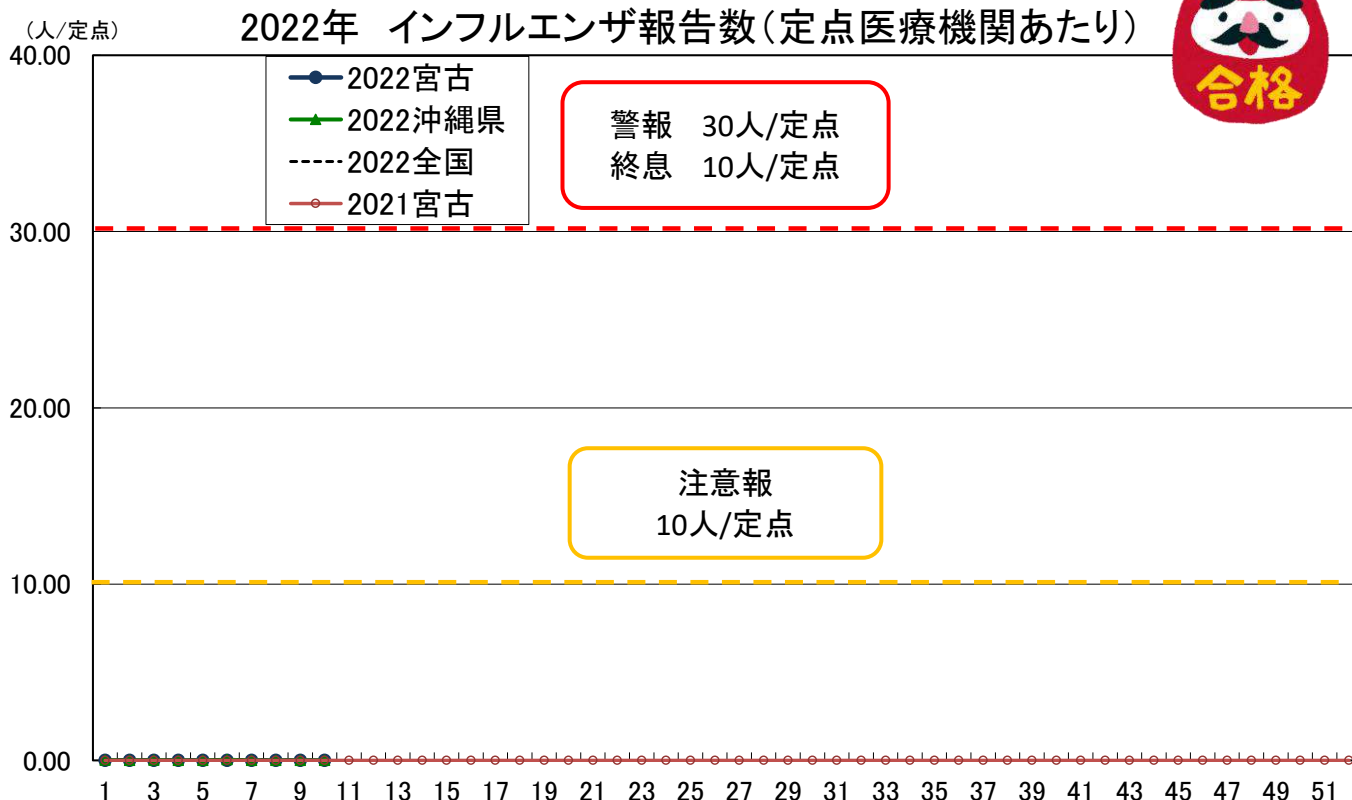 （人/定点）
2022年　インフルエンザ報告数（定点医療機関あたり）
合格
40.00
30.00
20.00
10.00
0.00
2022宮古
2022沖縄県
2022全国
2021宮古
警報　30人/定点
終息　10人/定点
注意報
10人/定点
1 3 5 7 9 11 13 15 17 19 21 23 25 27 29 31 33 35 37 39 41 43 45 47 49 51